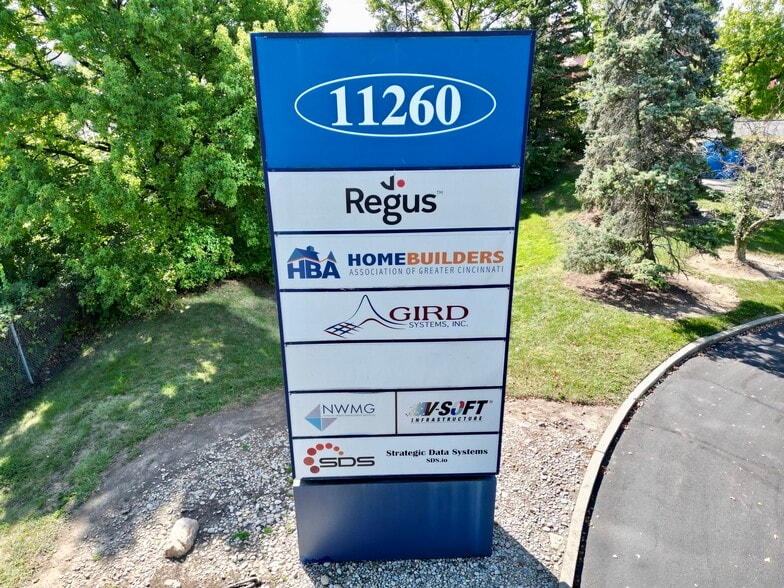 11260
Regus™
HBA HOMEBUILDERS
ASSOCIATION OF GREATER CINCINNATI
GIRD
SYSTEMS, INC.
NWMG
V-SOFT
INFRASTRUCTURE
SDS
Strategic Data Systems
SDS.io